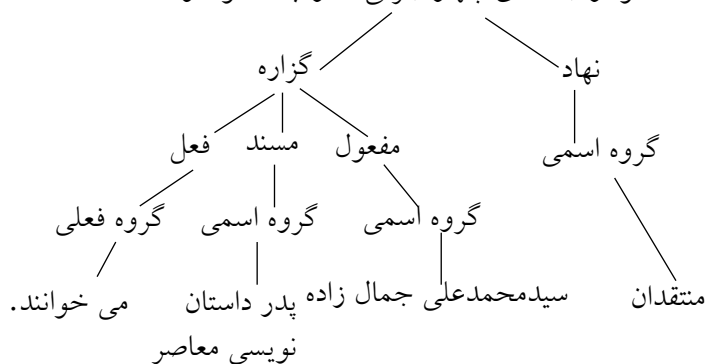 گزاره نهاد
فعل مسند مفعول گروه اسمی
گروه فعلی گروه اسمی گروه اسمی
می خوانند. پدر داستان سیدمحمدعلی جمال زاده منتقدان
نویسی معاصر